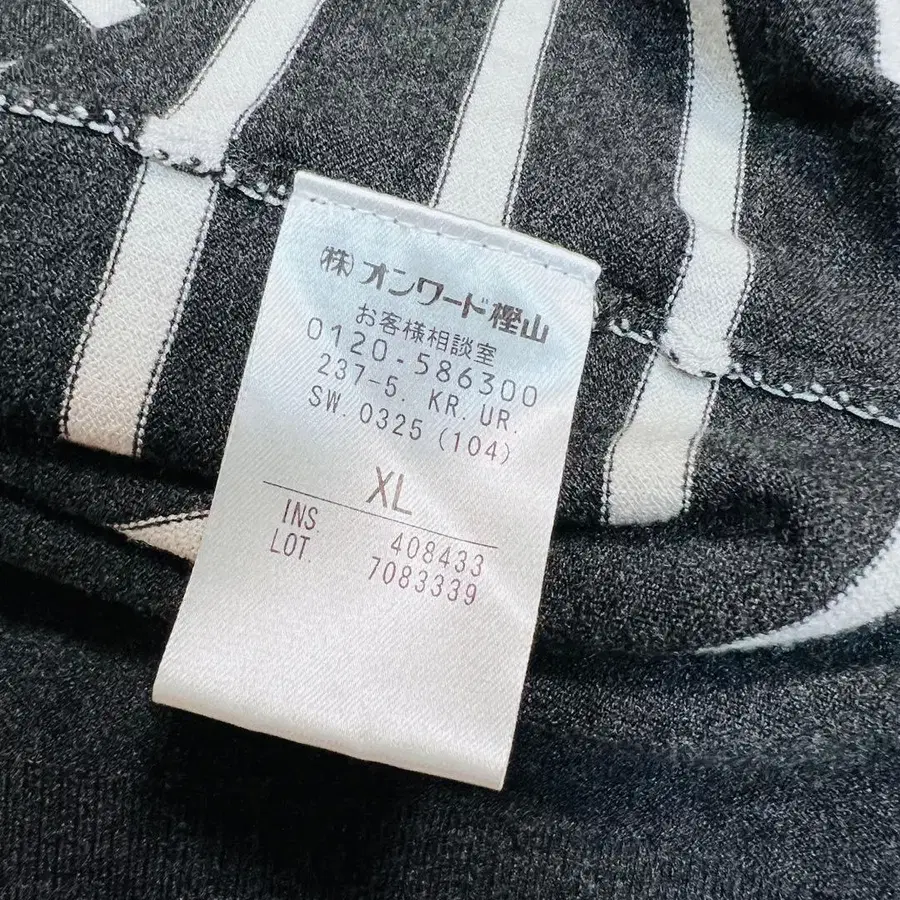 (株)オンワード樫山
お客様相談室
0120-586300
237-5. KR. UR.
SW. 0325 (104)
XL
INS 408433
LOT. 7083339